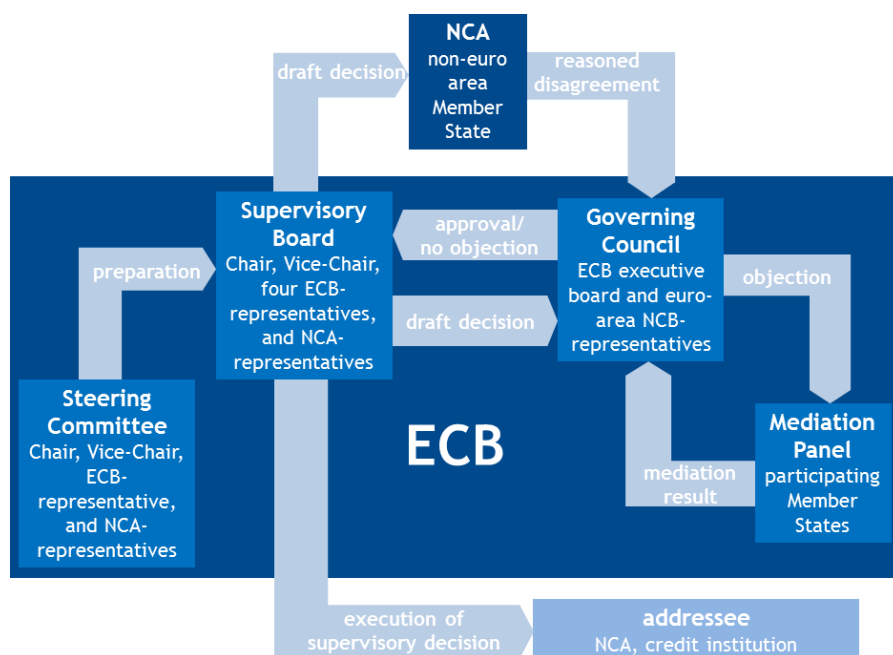 NCA
non-euro
area
Member
State
draft decision
reasoned
disagreement
Supervisory
Board
Chair, Vice-Chair,
four ECB-
representatives,
and NCA-
representatives
approval/
no objection
Governing
Council
ECB executive
board and euro-
area NCB-
representatives
preparation
objection
draft decision
Steering
Committee
Chair, Vice-Chair,
ECB-
representative,
and NCA-
representatives
ECB
Mediation
Panel
participating
Member
States
mediation
result
execution of
supervisory decision
addressee
NCA, credit institution